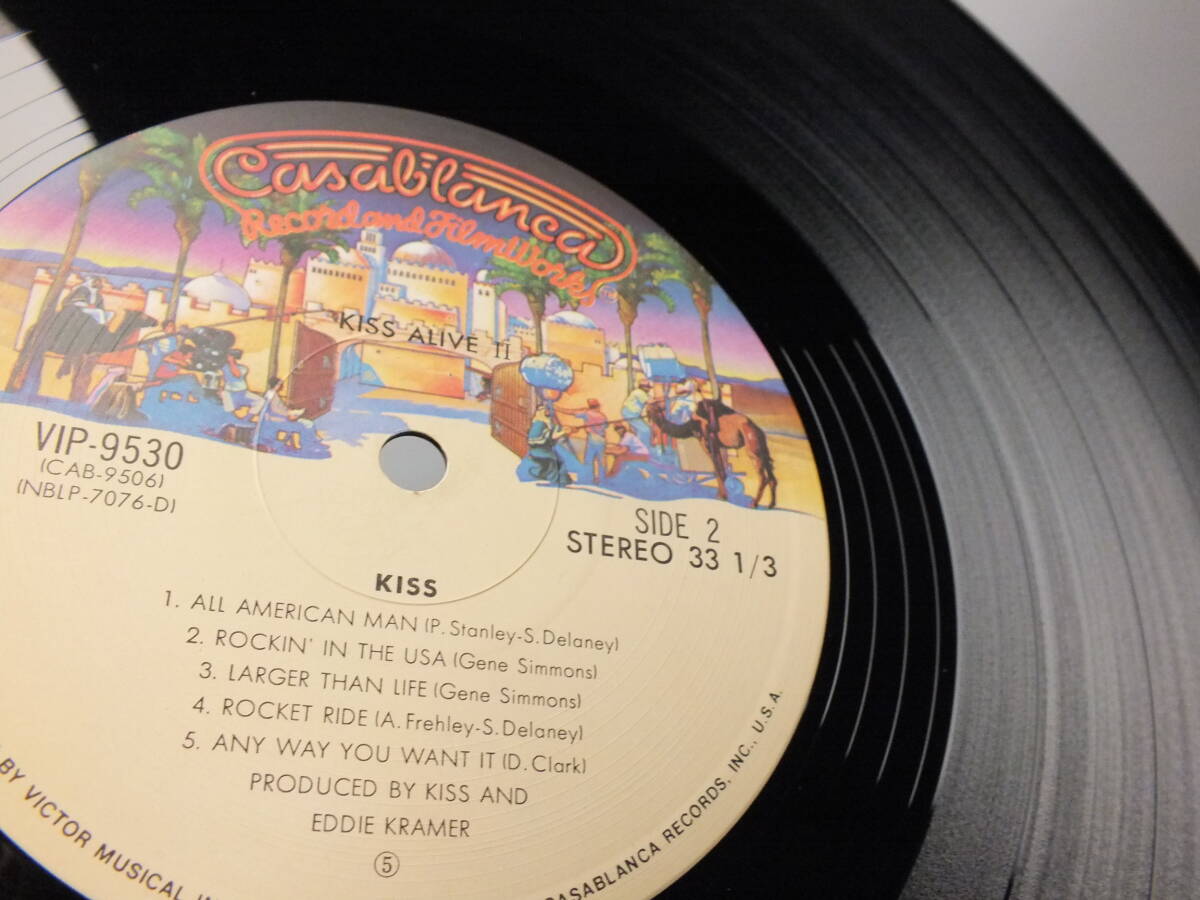 Casablanca
Record and FilmWorks
KISS ALIVE II
VIP-9530
(CAB-9506)
(NBLP-7076-D)
SIDE 2
STEREO 33 1/3
KISS
1. ALL AMERICAN MAN (P. Stanley-S. Delaney)
2. ROCKIN' IN THE USA (Gene Simmons)
3. LARGER THAN LIFE (Gene Simmons)
4. ROCKET RIDE (A. Frehley-S. Delaney)
5. ANY WAY YOU WANT IT (D. Clark)
PRODUCED BY KISS AND
EDDIE KRAMER
⑤
BY VICTOR MUSICAL
CASABLANCA RECORDS, INC., U.S.A.